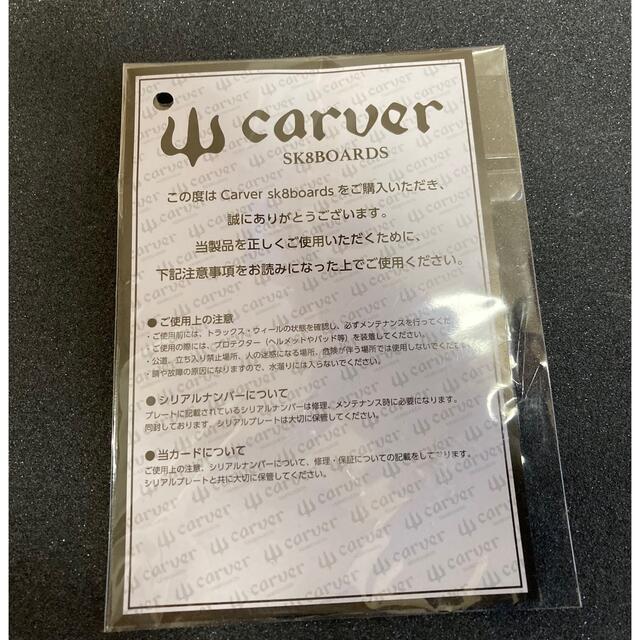 carver
SK8BOARDS
この度は Carver sk8boards をご購入いただき、
誠にありがとうございます。
当製品を正しくご使用いただくために、
下記注意事項をお読みになった上でご使用ください。
● ご使用上の注意
・ご使用前には、トラックス・ウィールの状態を確認し、必ずメンテナンスを行ってくだ
・ご使用の際には、プロテクター（ヘルメットやパッド等）を装着してください。
・公道、立ち入り禁止場所、人の迷惑になる場所、危険が伴う場所では使用しないでくださ
・錆や故障の原因になりますので、水溜りには入らないでください。
● シリアルナンバーについて
プレートに記載されているシリアルナンバーは修理、メンテナンス時に必要になります。
同封しております、シリアルプレートは大切に保管してください。
● 当カードについて
ご使用上の注意、シリアルナンバーについて、修理・保証についての記載をしております。
シリアルプレートと共に大切に保管してください。